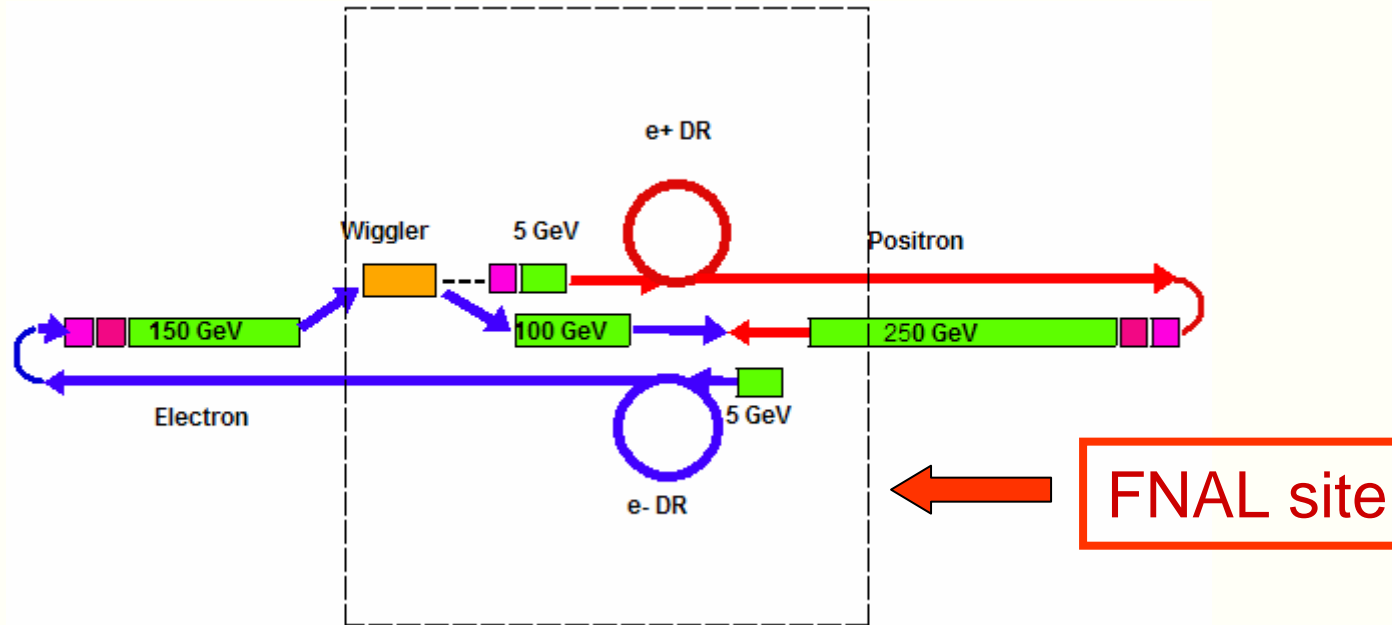 e+ DR
Wiggler
5 GeV
Positron
150 GeV
100 GeV
250 GeV
Electron
5 GeV
e- DR
FNAL site